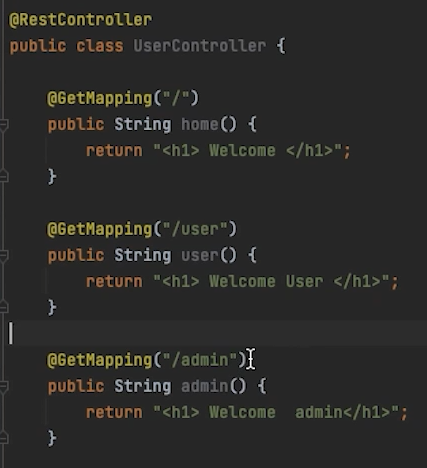 @RestController
public class UserController {
@GetMapping("/")
public String home() {
return "<h1> Welcome </h1>";
}
@GetMapping("/user")
public String user() {
return "<h1> Welcome User </h1>";
}
@GetMapping("/admin")
public String admin() {
return "<h1> Welcome  admin</h1>";
}